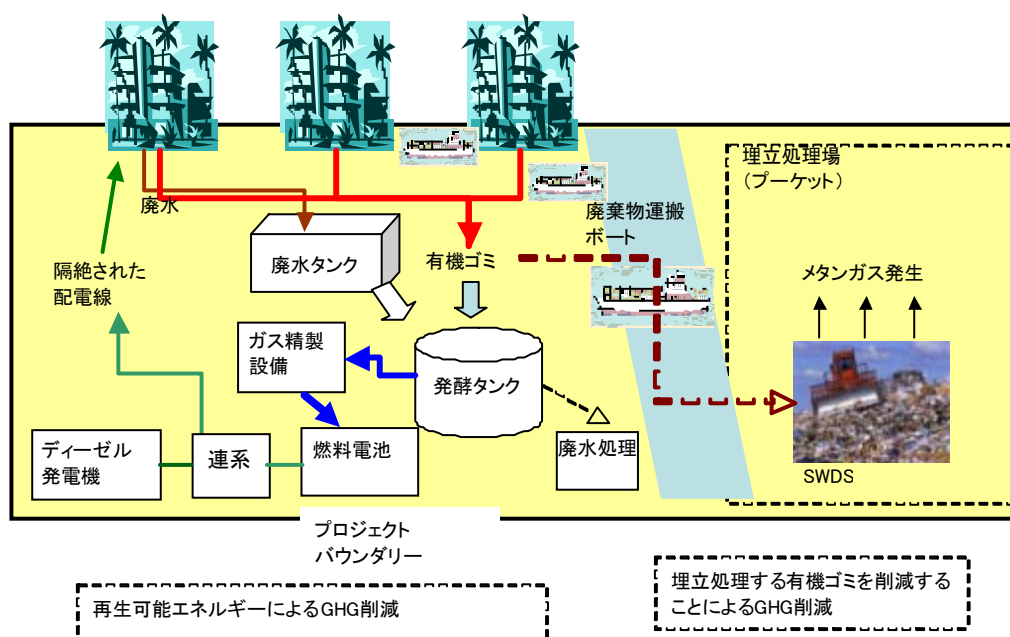 埋立処理場
(プーケット)
廃水
廃棄物運搬
ボート
廃水タンク
有機ゴミ
隔絶された
配電線
メタンガス発生
ガス精製
設備
発酵タンク
ディーゼル
発電機
連系
燃料電池
廃水処理
SWDS
プロジェクト
バウンダリー
再生可能エネルギーによるGHG削減
埋立処理する有機ゴミを削減する
ことによるGHG削減